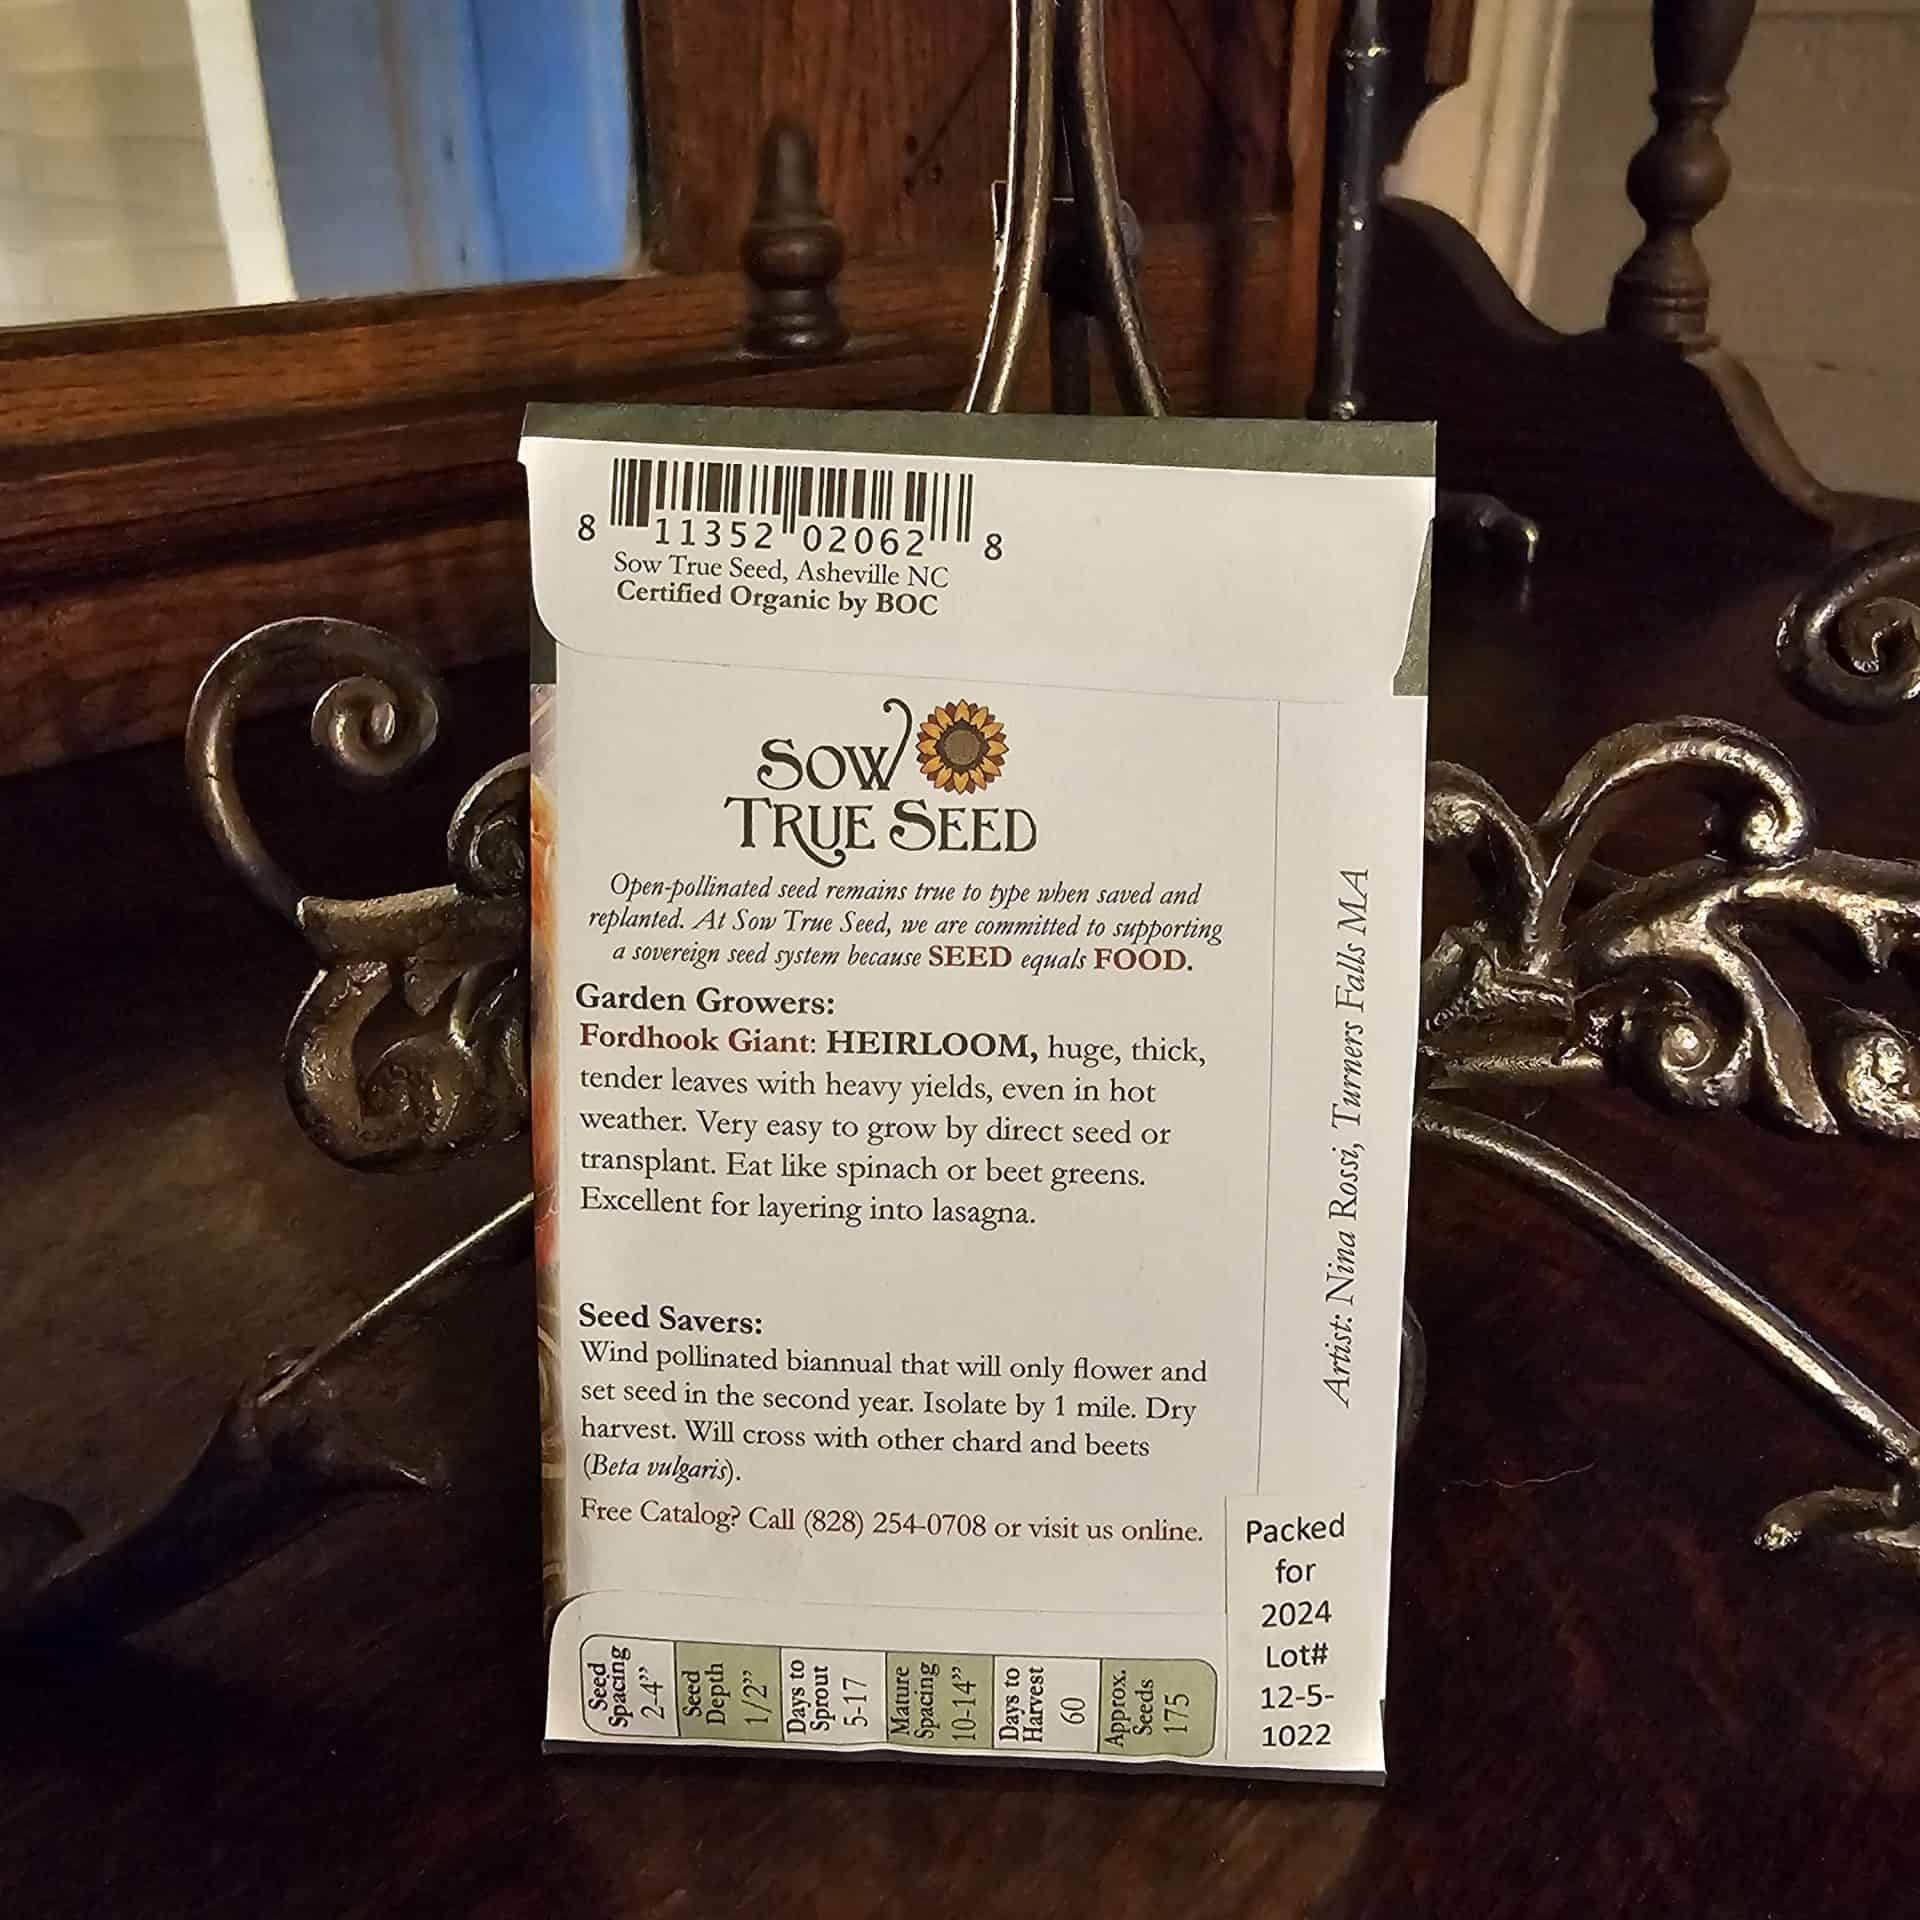 8 11352 02062 8
Sow True Seed, Asheville NC
Certified Organic by BOC
SOW
TRUE SEED
Open-pollinated seed remains true to type when saved and
replanted. At Sow True Seed, we are committed to supporting
a sovereign seed system because SEED equals FOOD.
Garden Growers:
Fordhook Giant: HEIRLOOM, huge, thick,
tender leaves with heavy yields, even in hot
weather. Very easy to grow by direct seed or
transplant. Eat like spinach or beet greens.
Excellent for layering into lasagna.
Seed Savers:
Wind pollinated biannual that will only flower and
set seed in the second year. Isolate by 1 mile. Dry
harvest. Will cross with other chard and beets
(Beta vulgaris).
Free Catalog? Call (828) 254-0708 or visit us online.
Artist: Nina Rossi, Turners Falls MA
Seed
Spacing
2-4”
Seed
Depth
1/2”
Days to
Sprout
5-17
Mature
Spacing
10-14”
Days to
Harvest
60
Approx.
Seeds
175
Packed
for
2024
Lot#
12-5-
1022